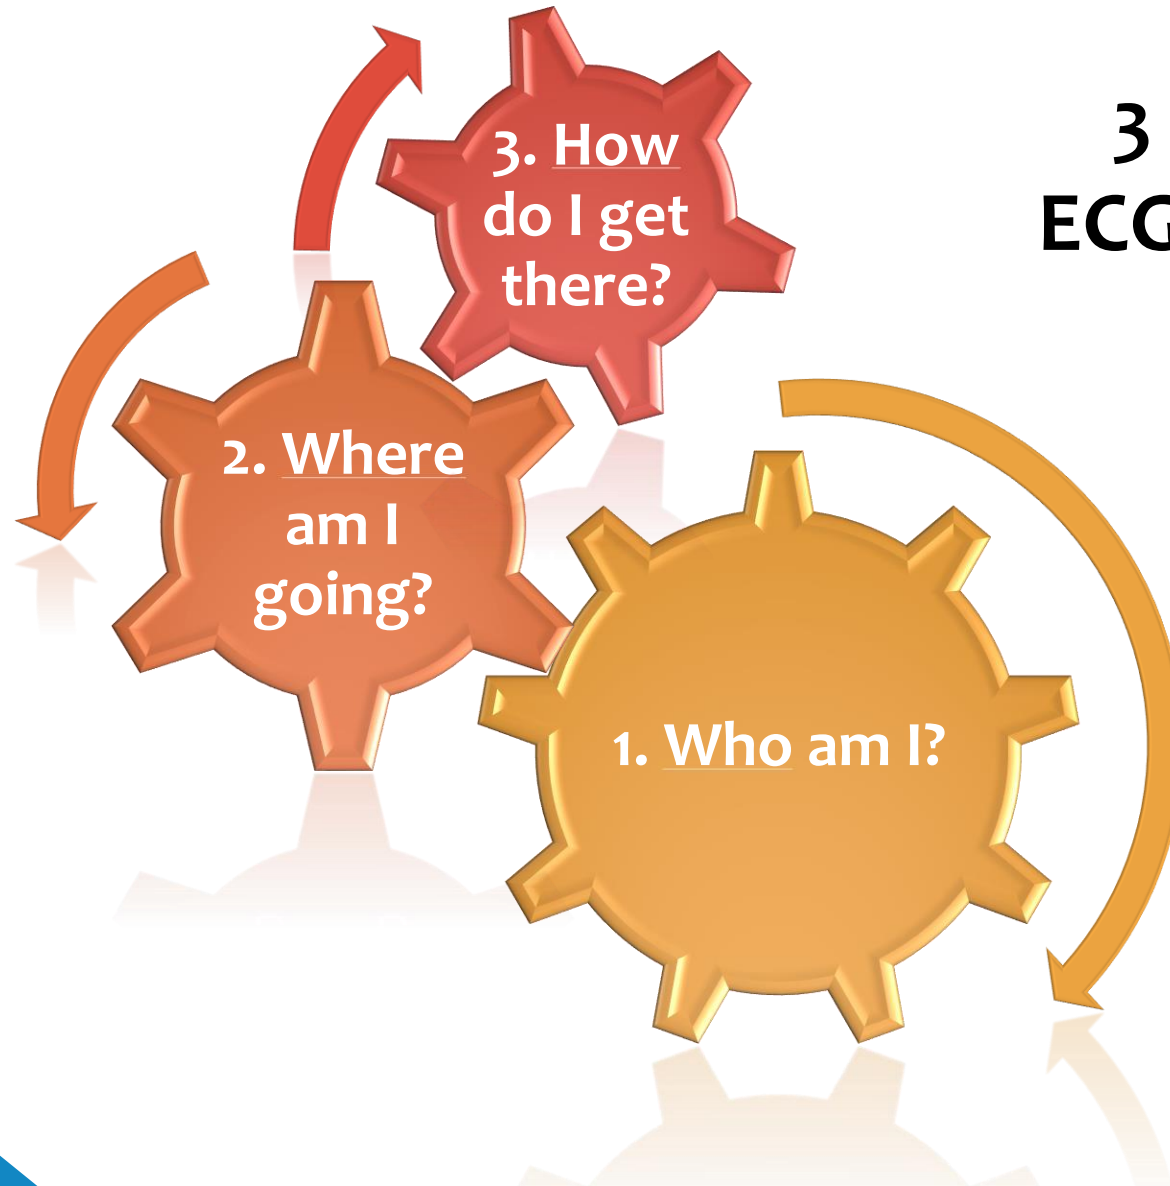 3
ECG
3. How
do I get
there?
2. Where
am I
going?
1. Who am I?